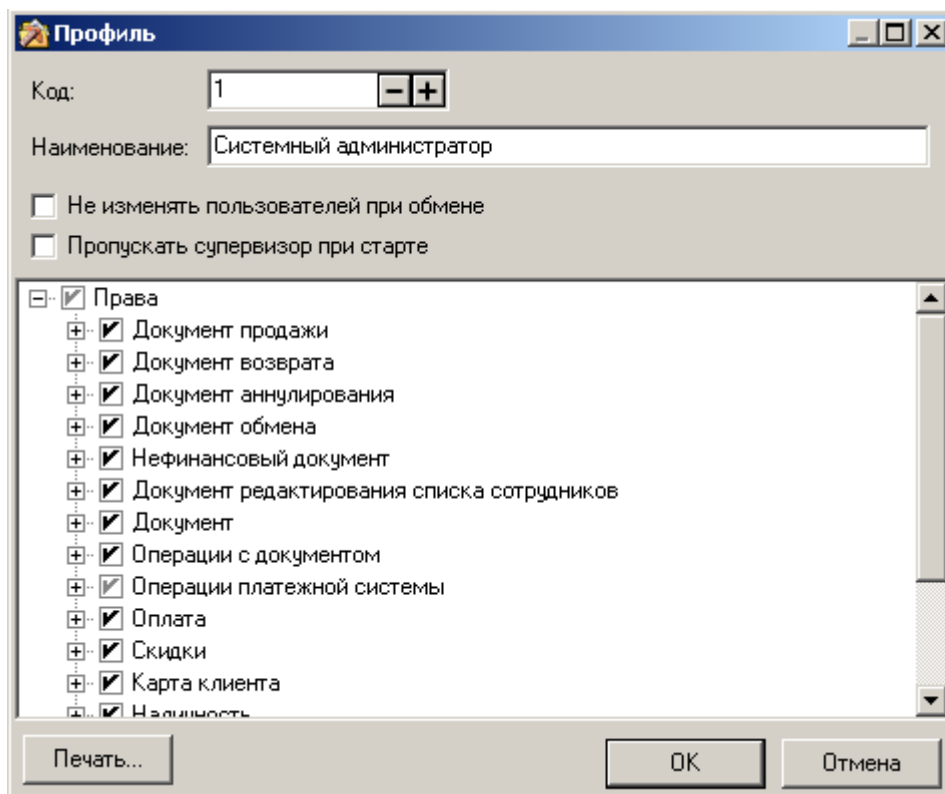 Профиль
Код: 1
Наименование: Системный администратор
Не изменять пользователей при обмене
Пропускать супервизор при старте
Права
Документ продажи
Документ возврата
Документ аннулирования
Документ обмена
Нефинансовый документ
Документ редактирования списка сотрудников
Документ
Операции с документом
Операции платежной системы
Оплата
Скидки
Карта клиента
Наличность
Печать... OK Отмена